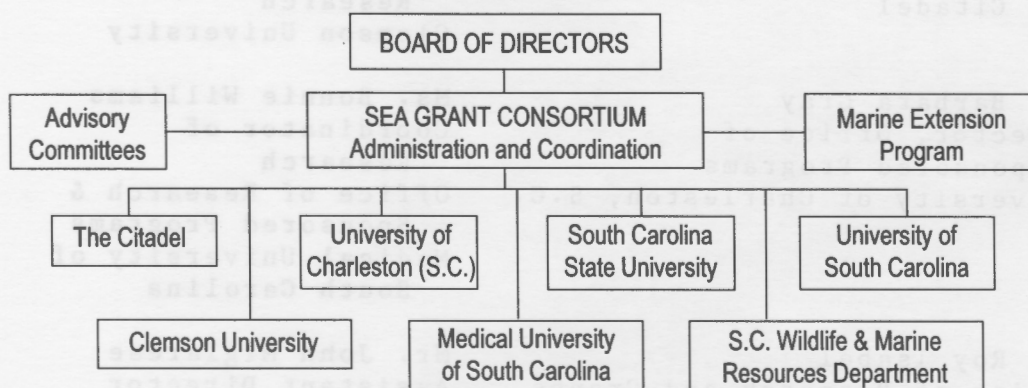 BOARD OF DIRECTORS
Advisory
Committees
SEA GRANT CONSORTIUM
Administration and Coordination
Marine Extension
Program
The Citadel
University of
Charleston (S.C.)
South Carolina
State University
University of
South Carolina
Clemson University
Medical University
of South Carolina
S.C. Wildlife & Marine
Resources Department